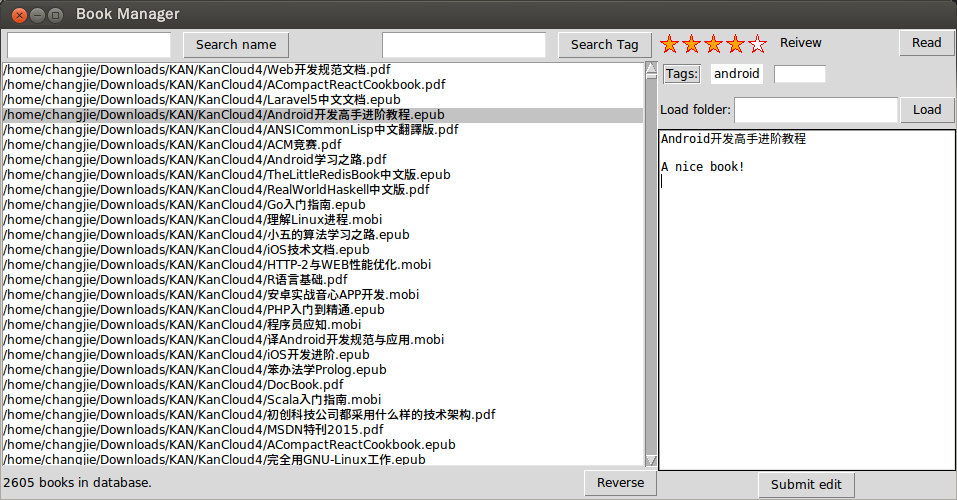 Book Manager
Search name
Search Tag
Reivew
Read
Tags:
android
Load folder:
Load
/home/changjie/Downloads/KAN/KanCloud4/Web开发规范文档.pdf
/home/changjie/Downloads/KAN/KanCloud4/ACompactReactCookbook.pdf
/home/changjie/Downloads/KAN/KanCloud4/Laravel5中文文档.epub
/home/changjie/Downloads/KAN/KanCloud4/Android开发高手进阶教程.epub
/home/changjie/Downloads/KAN/KanCloud4/ANSICommonLisp中文翻譯版.pdf
/home/changjie/Downloads/KAN/KanCloud4/ACM竞赛.pdf
/home/changjie/Downloads/KAN/KanCloud4/Android学习之路.pdf
/home/changjie/Downloads/KAN/KanCloud4/TheLittleRedisBook中文版.epub
/home/changjie/Downloads/KAN/KanCloud4/RealWorldHaskell中文版.pdf
/home/changjie/Downloads/KAN/KanCloud4/Go入门指南.epub
/home/changjie/Downloads/KAN/KanCloud4/理解Linux进程.mobi
/home/changjie/Downloads/KAN/KanCloud4/小五的算法学习之路.epub
/home/changjie/Downloads/KAN/KanCloud4/iOS技术文档.epub
/home/changjie/Downloads/KAN/KanCloud4/HTTP-2与WEB性能优化.mobi
/home/changjie/Downloads/KAN/KanCloud4/R语言基础.pdf
/home/changjie/Downloads/KAN/KanCloud4/安卓实战音心APP开发.mobi
/home/changjie/Downloads/KAN/KanCloud4/PHP入门到精通.epub
/home/changjie/Downloads/KAN/KanCloud4/程序员应知.mobi
/home/changjie/Downloads/KAN/KanCloud4/译Android开发规范与应用.mobi
/home/changjie/Downloads/KAN/KanCloud4/iOS开发进阶.epub
/home/changjie/Downloads/KAN/KanCloud4/笨办法学Prolog.epub
/home/changjie/Downloads/KAN/KanCloud4/DocBook.pdf
/home/changjie/Downloads/KAN/KanCloud4/Scala入门指南.mobi
/home/changjie/Downloads/KAN/KanCloud4/初创科技公司都采用什么样的技术架构.pdf
/home/changjie/Downloads/KAN/KanCloud4/MSDN特刊2015.pdf
/home/changjie/Downloads/KAN/KanCloud4/ACompactReactCookbook.epub
/home/changjie/Downloads/KAN/KanCloud4/完全用GNU-Linux工作.epub
Android开发高手进阶教程
A nice book!
2605 books in database.
Reverse
Submit edit